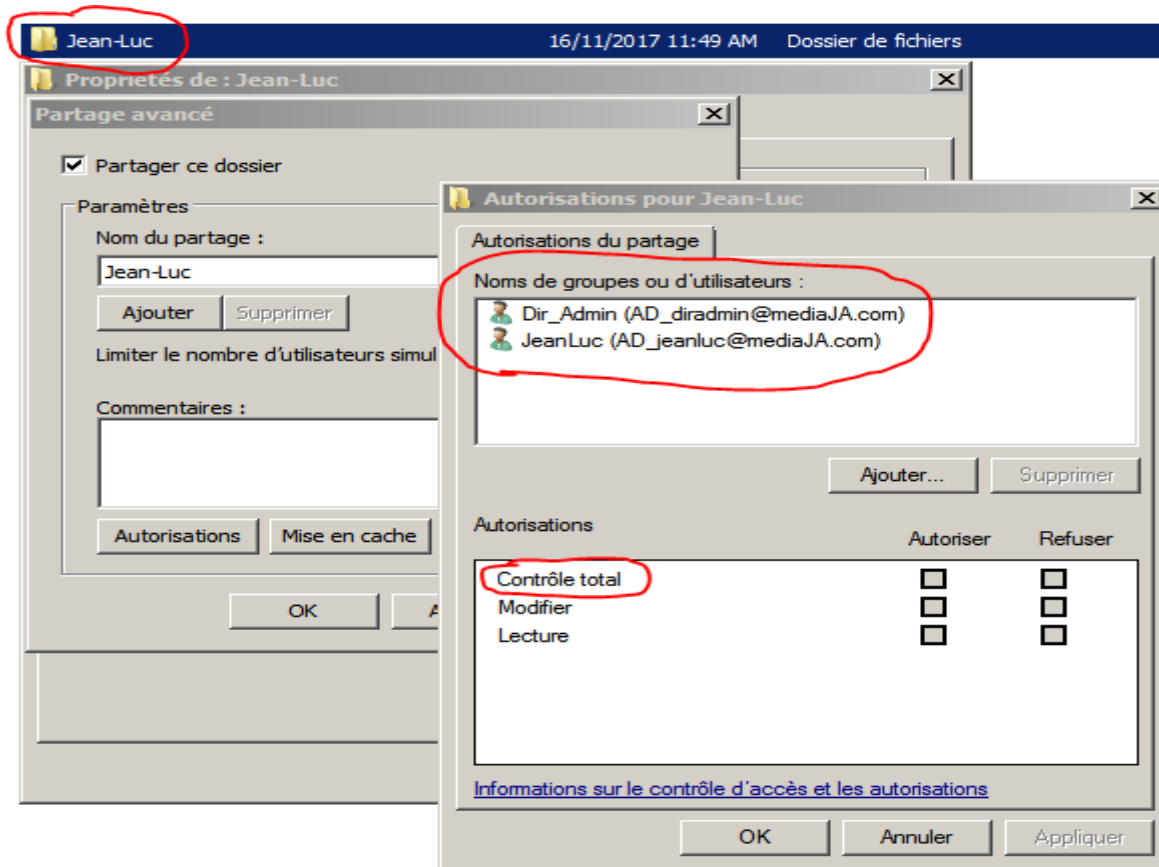 Jean-Luc 16/11/2017 11:49 AM Dossier de fichiers
Propriétés de : Jean-Luc
Partage avancé
Partager ce dossier
Paramètres
Nom du partage :
Jean-Luc
Ajouter Supprimer
Limiter le nombre d'utilisateurs simul
Commentaires :
Autorisations Mise en cache
OK
Autorisations pour Jean-Luc
Autorisations du partage
Noms de groupes ou d'utilisateurs :
Dir_Admin (AD_diradmin@mediaJA.com)
JeanLuc (AD_jeanluc@mediaJA.com)
Ajouter... Supprimer
Autorisations Autoriser Refuser
Contrôle total
Modifier
Lecture
Informations sur le contrôle d'accès et les autorisations
OK Annuler Appliquer